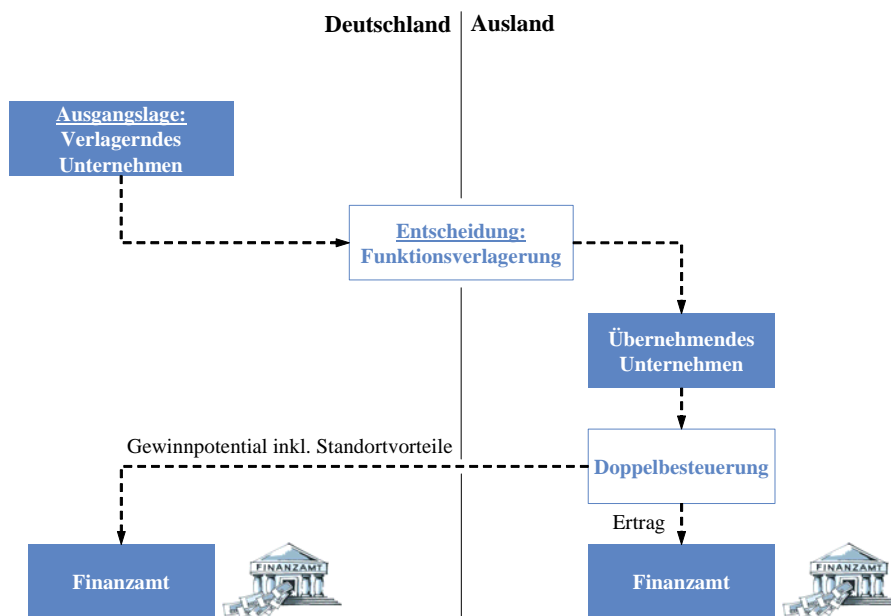 Deutschland Ausland
Ausgangslage:
Verlagerndes
Unternehmen
Entscheidung:
Funktionsverlagerung
Übernehmendes
Unternehmen
Gewinnpotential inkl. Standortvorteile
Doppelbesteuerung
Ertrag
Finanzamt
FINANZAMT
Finanzamt
FINANZAMT